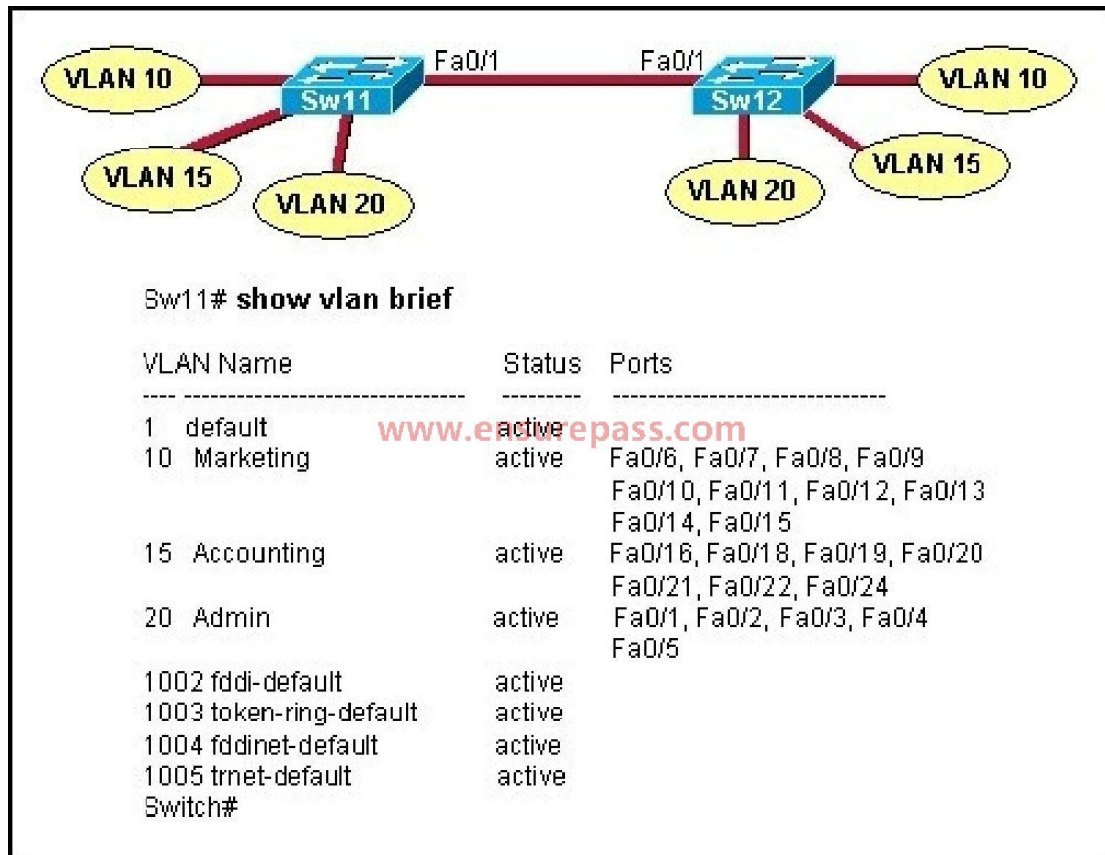 Fa0/1 Fa0/1
VLAN 10 Sw11 Sw12 VLAN 10
VLAN 15 VLAN 20 VLAN 20 VLAN 15
Sw11# show vlan brief
VLAN Name Status Ports
---- -------------------------------- --------- -------------------------------
1 default active
www.ensurepass.com
10 Marketing active Fa0/6, Fa0/7, Fa0/8, Fa0/9
Fa0/10, Fa0/11, Fa0/12, Fa0/13
Fa0/14, Fa0/15
15 Accounting active Fa0/16, Fa0/18, Fa0/19, Fa0/20
Fa0/21, Fa0/22, Fa0/24
20 Admin active Fa0/1, Fa0/2, Fa0/3, Fa0/4
Fa0/5
1002 fddi-default active
1003 token-ring-default active
1004 fddinet-default active
1005 trnet-default active
Switch#